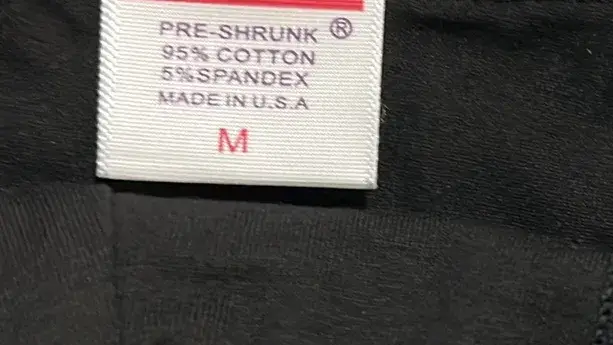 PRE-SHRUNK ®
95% COTTON
5%SPANDEX
MADE IN U.S.A
M